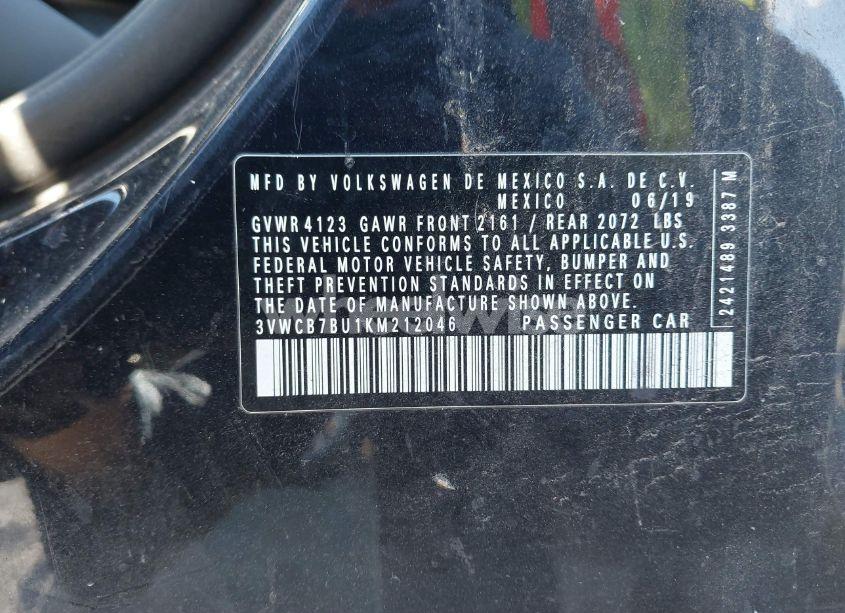 MFD BY VOLKSWAGEN DE MEXICO S.A. DE C.V.
MEXICO 06/19
GVWR 4123 GAWR FRONT 2161 / REAR 2072 LBS
THIS VEHICLE CONFORMS TO ALL APPLICABLE U.S.
FEDERAL MOTOR VEHICLE SAFETY, BUMPER AND
THEFT PREVENTION STANDARDS IN EFFECT ON
THE DATE OF MANUFACTURE SHOWN ABOVE.
3VWCB7BU1KM212046 PASSENGER CAR
2421489 3387 M